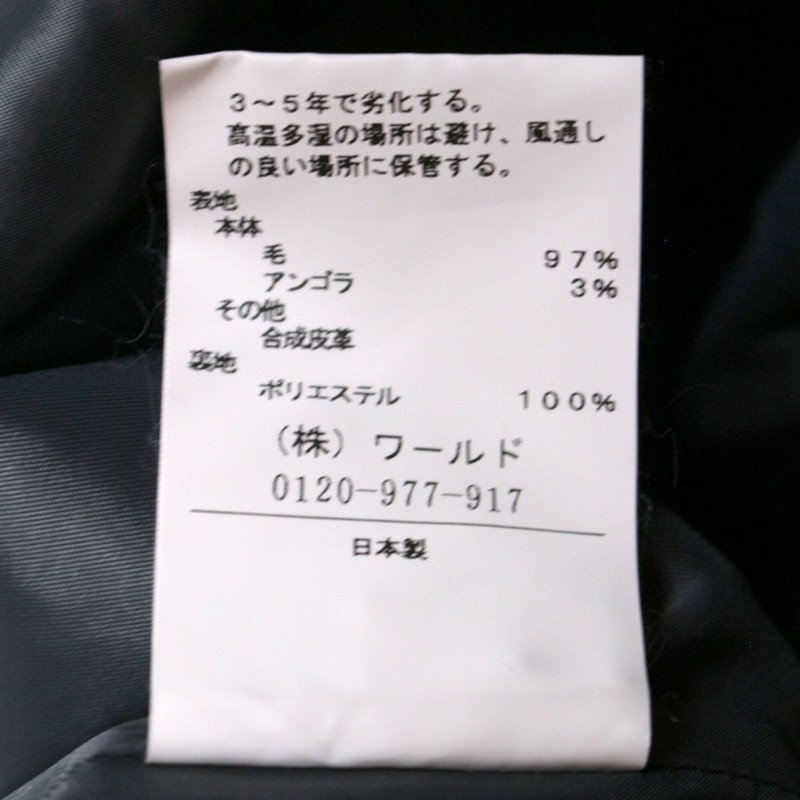 3～5年で劣化する。
高温多湿の場所は避け、風通し
の良い場所に保管する。
表地
本体
毛 97%
アンゴラ 3%
その他
合成皮革
裏地
ポリエステル 100%
（株）ワールド
0120-977-917
日本製